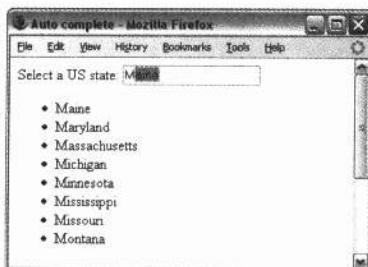 Auto complete - Mozilla Firefox
File Edit View History Bookmarks Tools Help
Select a US state: Maine
• Maine
• Maryland
• Massachusetts
• Michigan
• Minnesota
• Mississippi
• Missouri
• Montana